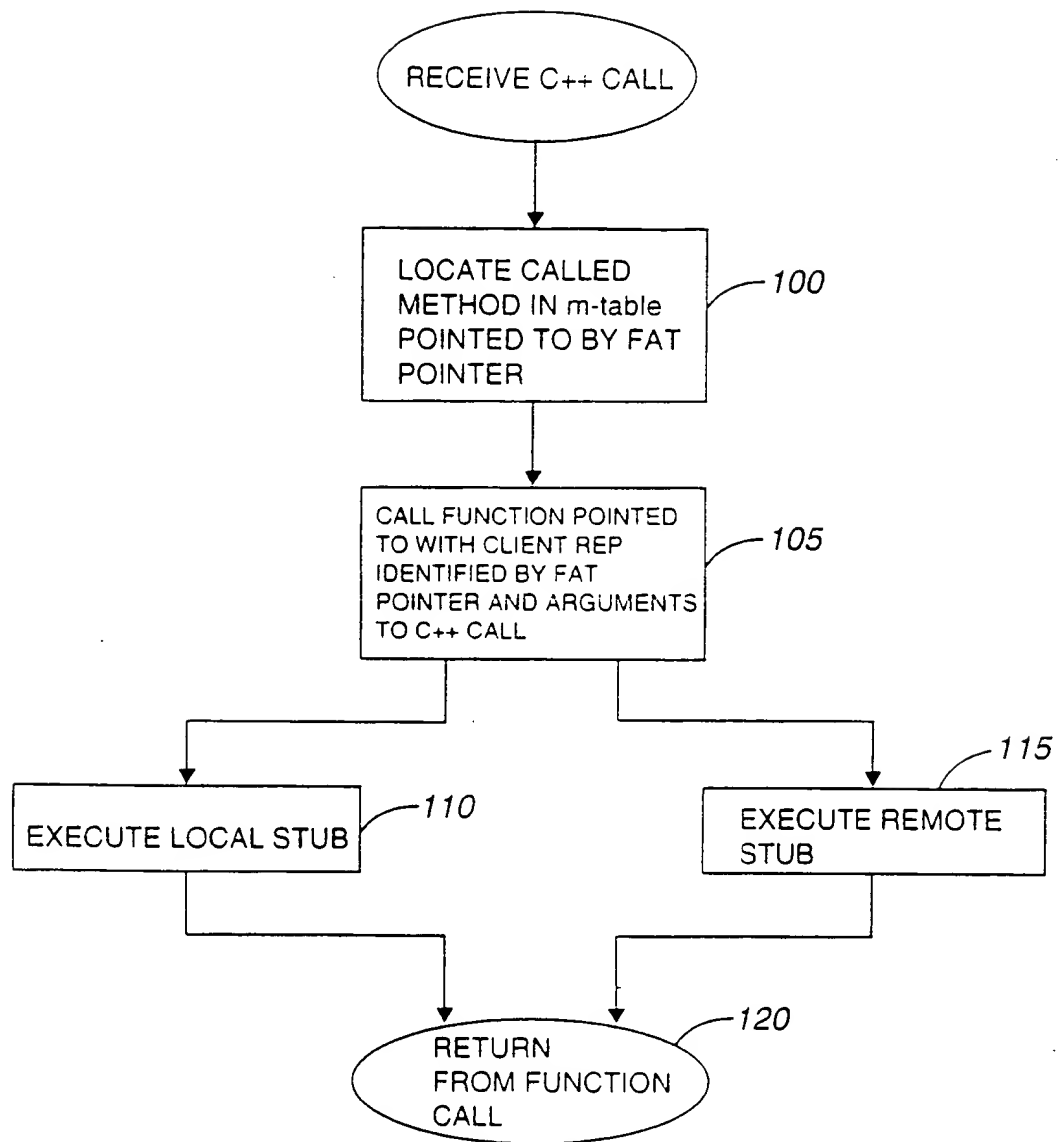 RECEIVE C++ CALL
LOCATE CALLED
METHOD IN m-table
POINTED TO BY FAT
POINTER
100
CALL FUNCTION POINTED
TO WITH CLIENT REP
IDENTIFIED BY FAT
POINTER AND ARGUMENTS
TO C++ CALL
105
EXECUTE LOCAL STUB
110
EXECUTE REMOTE
STUB
115
RETURN
FROM FUNCTION
CALL
120